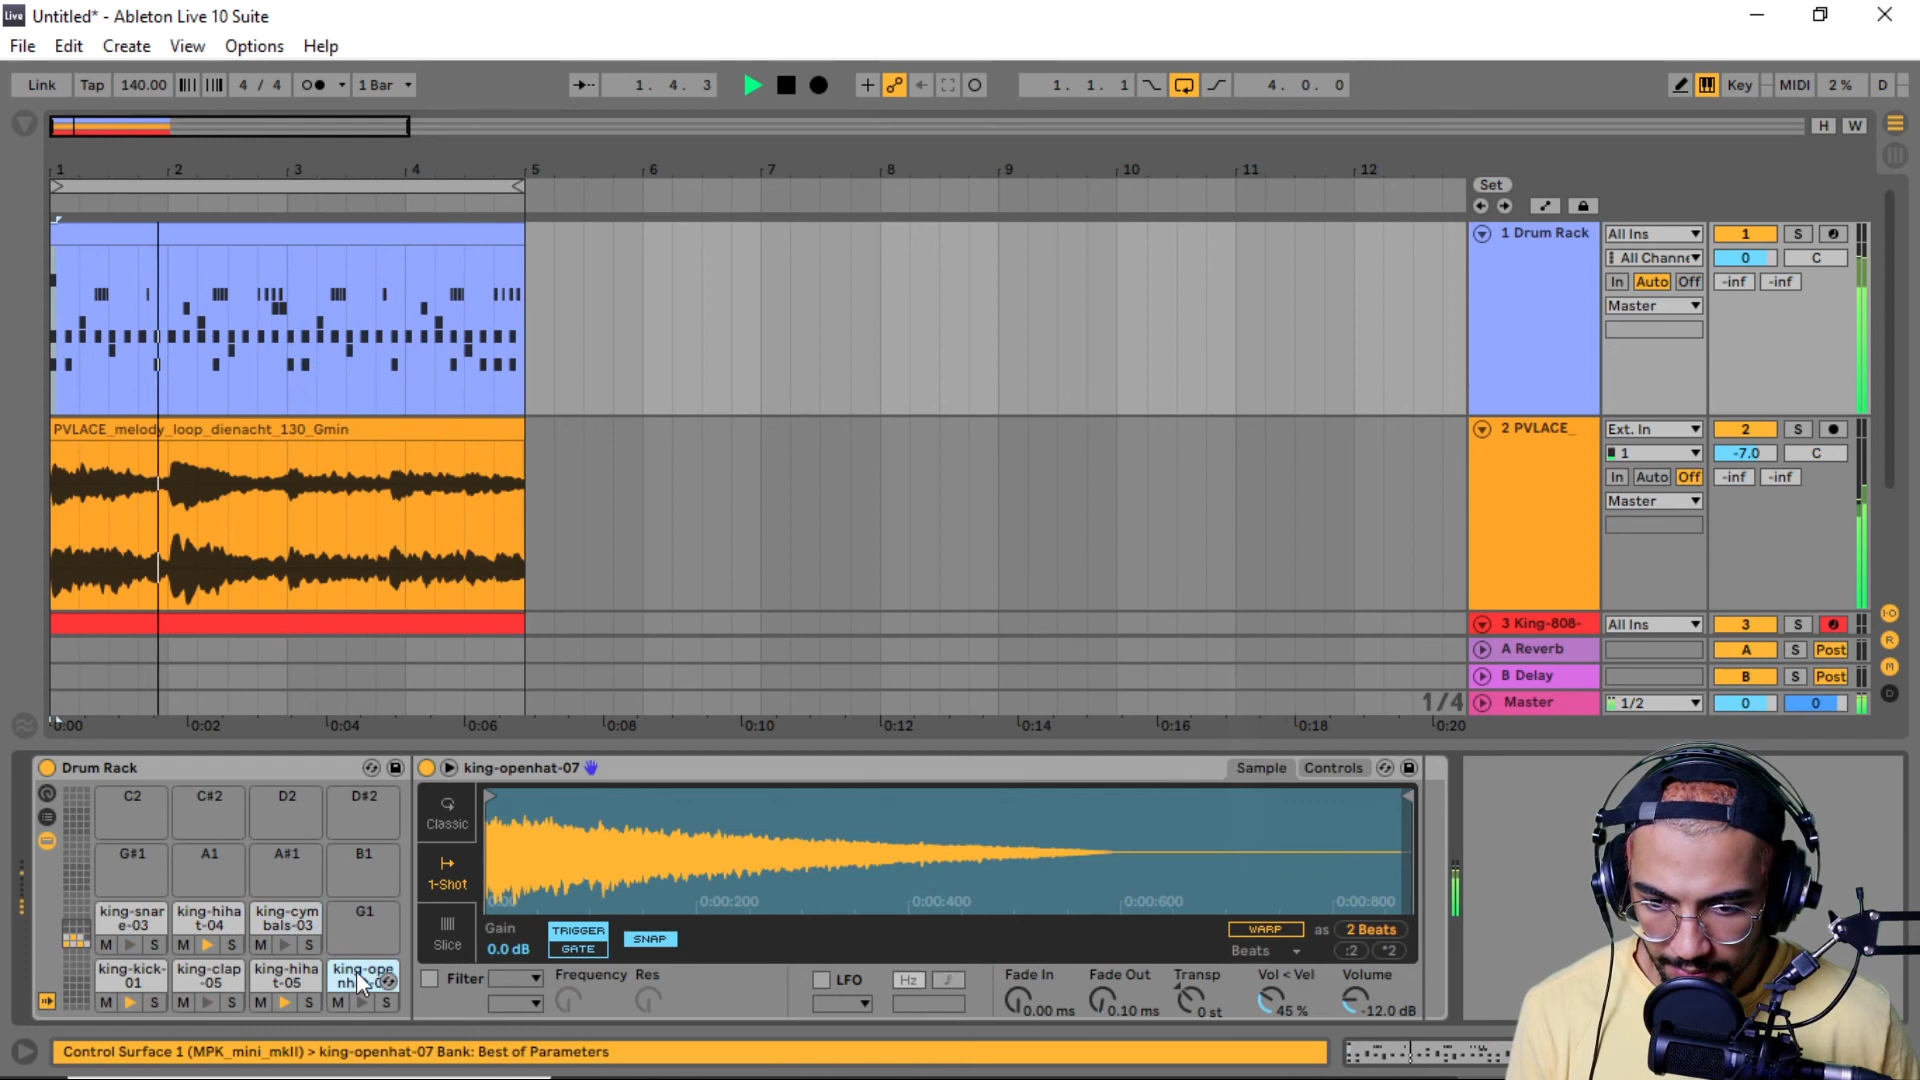 Live Untitled* - Ableton Live 10 Suite
File Edit Create View Options Help
Link Tap 140.00 4 / 4 1 Bar 1. 4. 3 1. 1. 1 4. 0. 0 Key MIDI 2 % D
H W
1 2 3 4 5 6 7 8 9 10 11 12
Set
1 Drum Rack All Ins 1 S
All Channe 0 C
In Auto Off -inf -inf
Master
PVLACE_melody_loop_dienacht_130_Gmin
2 PVLACE_ Ext. In 2 S
1 -7.0 C
In Auto Off -inf -inf
Master
3 King-808- All Ins 3 S
A Reverb A S Post
B Delay B S Post
1/4 Master 1/2 0 0
I·O
R
M
D
0:00 0:02 0:04 0:06 0:08 0:10 0:12 0:14 0:16 0:18 0:20
Drum Rack
C2 C#2 D2 D#2
G#1 A1 A#1 B1
king-snar
e-03
king-hiha
t-04
king-cym
bals-03
G1
M S M S M S
king-kick-
01
king-clap
-05
king-hiha
t-05
king-ope
M S M S M S M S
king-openhat-07 Sample Controls
Classic
1-Shot
Slice
0:00:200 0:00:400 0:00:600 0:00:800
Gain TRIGGER SNAP WARP as 2 Beats
0.0 dB GATE Beats :2 *2
Filter Frequency Res LFO Hz Fade In Fade Out Transp Vol < Vel Volume
0.00 ms 0.10 ms 0 st 45 % -12.0 dB
Control Surface 1 (MPK_mini_mkII) > king-openhat-07 Bank: Best of Parameters